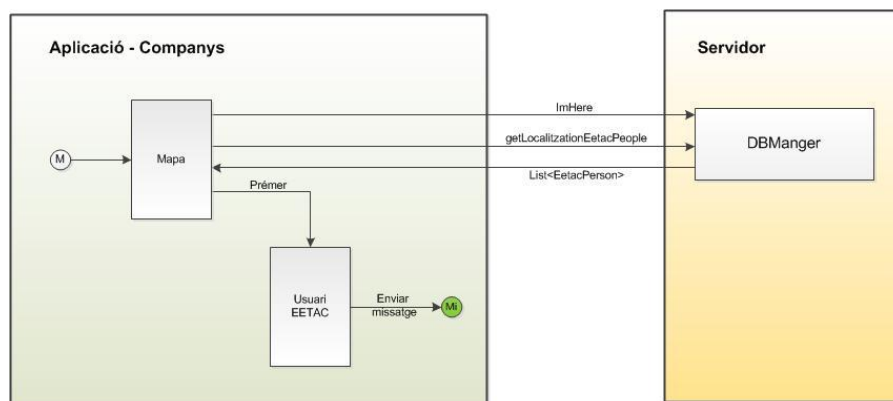 Aplicació - Companys
Servidor
ImHere
M
Mapa
getLocalitzationEetacPeople
DBManger
List<EetacPerson>
Prémer
Usuari
EETAC
Enviar
missatge
Mi